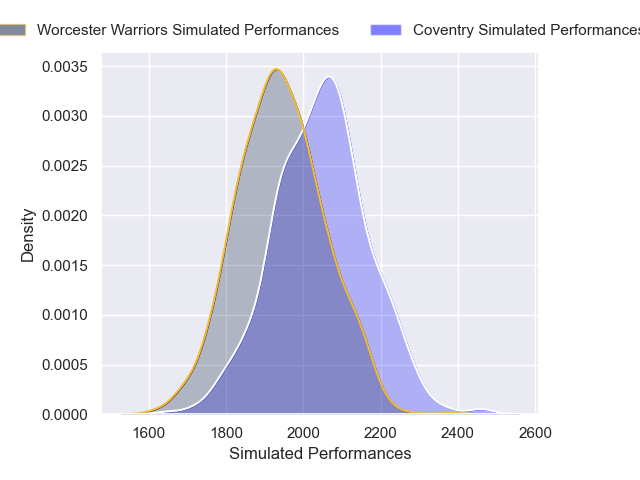 Worcester Warriors Simulated Performances
Coventry Simulated Performances
0.0035
0.0030
0.0025
0.0020
0.0015
0.0010
0.0005
0.0000
Density
1600 1800 2000 2200 2400 2600
Simulated Performances